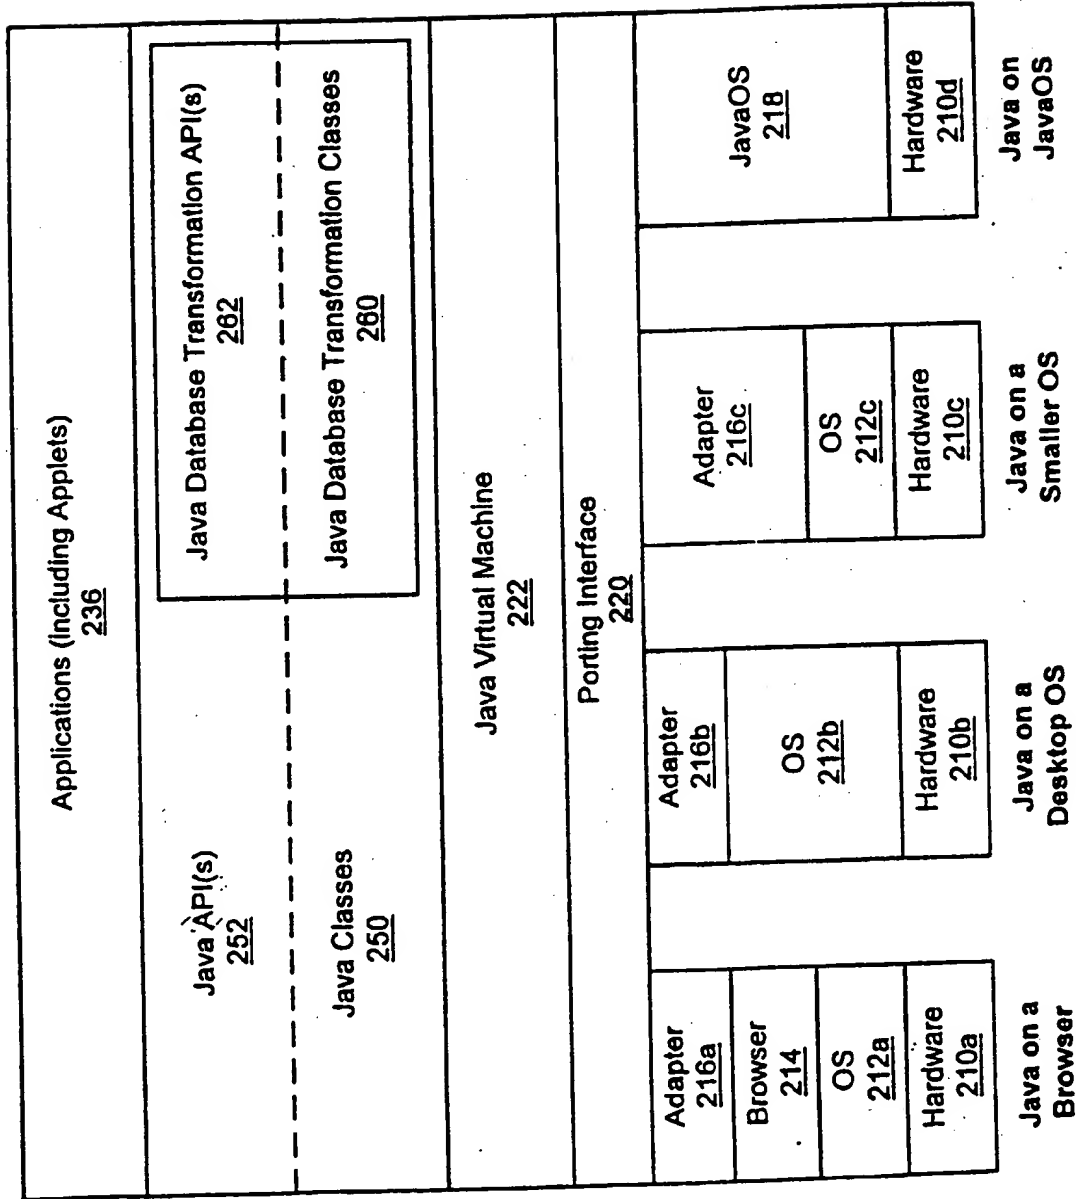 Applications (Including Applets)
236
Java API(s)
252
Java Database Transformation API(s)
262
Java Classes
250
Java Database Transformation Classes
260
Java Virtual Machine
222
Porting Interface
220
Adapter
216a
Browser
214
OS
212a
Hardware
210a
Java on a
Browser
Adapter
216b
OS
212b
Hardware
210b
Java on a
Desktop OS
Adapter
216c
OS
212c
Hardware
210c
Java on a
Smaller OS
JavaOS
218
Hardware
210d
Java on
JavaOS